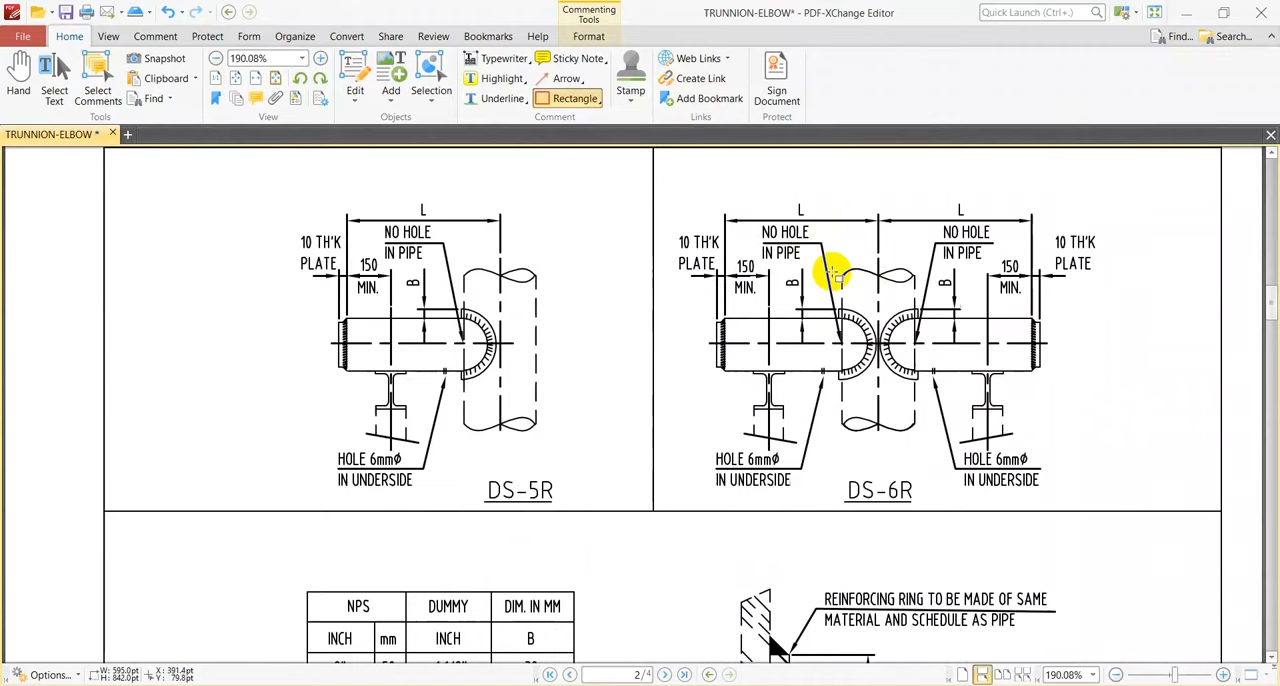 Commenting
Tools
TRUNNION-ELBOW* - PDF-XChange Editor
Quick Launch (Ctrl+.)
File
Home
View
Comment
Protect
Form
Organize
Convert
Share
Review
Bookmarks
Help
Format
Find...
Search...
Hand
Select
Text
Select
Comments
Snapshot
Clipboard
Find
Tools
190.08%
View
Edit
Add
Selection
Objects
Typewriter
Sticky Note
Highlight
Arrow
Underline
Rectangle
Stamp
Comment
Web Links
Create Link
Add Bookmark
Links
Sign
Document
Protect
TRUNNION-ELBOW *
L
NO HOLE
IN PIPE
10 TH'K
PLATE
150
MIN.
B
HOLE 6mmØ
IN UNDERSIDE
DS-5R
L
L
NO HOLE
IN PIPE
NO HOLE
IN PIPE
10 TH'K
PLATE
150
MIN.
B
B
150
MIN.
10 TH'K
PLATE
HOLE 6mmØ
IN UNDERSIDE
HOLE 6mmØ
IN UNDERSIDE
DS-6R
NPS
DUMMY
DIM. IN MM
INCH
mm
INCH
B
REINFORCING RING TO BE MADE OF SAME
MATERIAL AND SCHEDULE AS PIPE
Options...
W: 595.0pt
H: 842.0pt
X: 391.4pt
Y: 79.8pt
2/4
190.08%